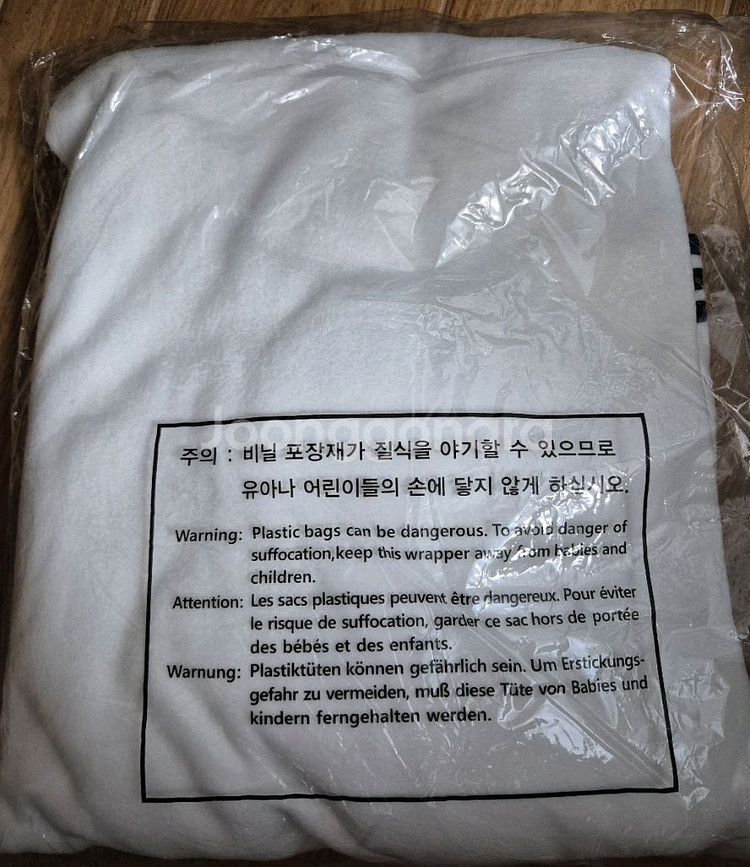 Joonggonara
주의 : 비닐 포장재가 질식을 야기할 수 있으므로
유아나 어린이들의 손에 닿지 않게 하십시오.
Warning: Plastic bags can be dangerous. To avoid danger of
suffocation,keep this wrapper away from babies and
children.
Attention: Les sacs plastiques peuvent être dangereux. Pour éviter
le risque de suffocation, garder ce sac hors de portée
des bébés et des enfants.
Warnung: Plastiktüten können gefährlich sein. Um Erstickungs-
gefahr zu vermeiden, muß diese Tüte von Babies und
kindern ferngehalten werden.